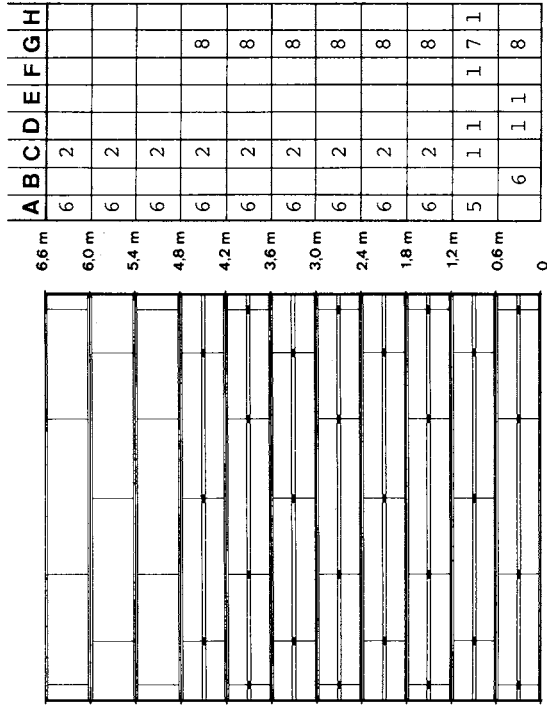 A B C D E F G H
6,6 m
6 2
6,0 m
6 2
5,4 m
6 2
4,8 m
6 2 8
4,2 m
6 2 8
3,6 m
6 2 8
3,0 m
6 2 8
2,4 m
6 2 8
1,8 m
6 2 8
1,2 m
5 1 1 1 7 1
0,6 m
6 1 1 8
0